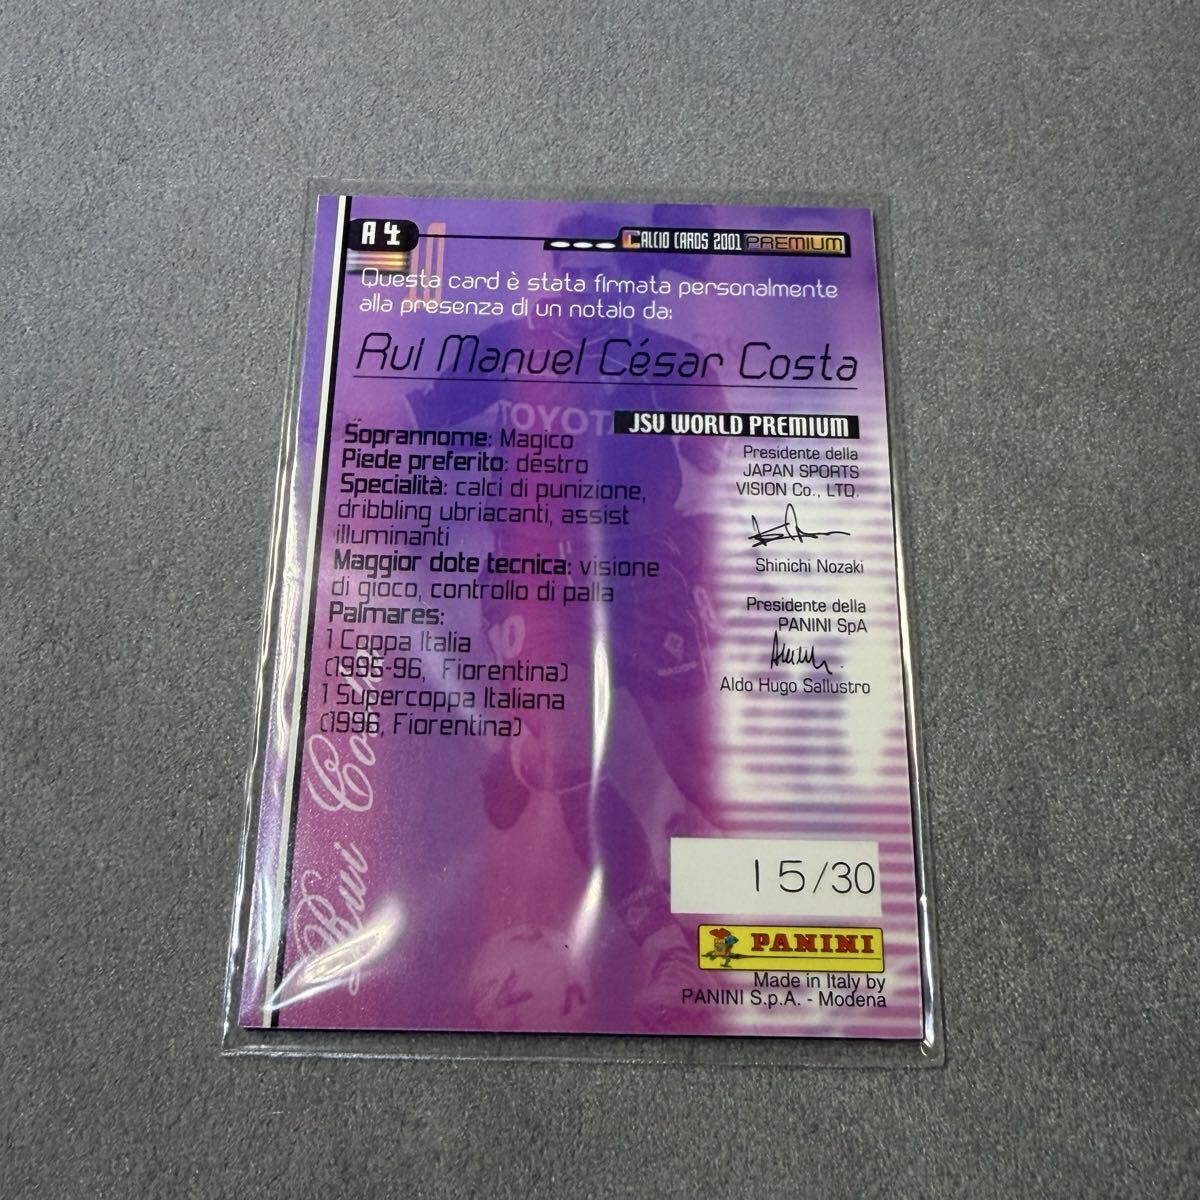 A 4
CALCIO CARDS 2001 PREMIUM
Questa card è stata firmata personalmente
alla presenza di un notaio da:
Rui Manuel César Costa
TOYOT
JSV WORLD PREMIUM
Soprannome: Magico
Piede preferito: destro
Specialità: calci di punizione,
dribbling ubriacanti, assist
illuminanti
Maggior dote tecnica: visione
di gioco, controllo di palla
Palmares:
1 Coppa Italia
(1995-96, Fiorentina)
1 Supercoppa Italiana
(1996, Fiorentina)
Presidente della
JAPAN SPORTS
VISION Co., LTD.
Shinichi Nozaki
Presidente della
PANINI SpA
Aldo Hugo Sallustro
Rui Costa
15/30
PANINI
Made in Italy by
PANINI S.p.A. - Modena